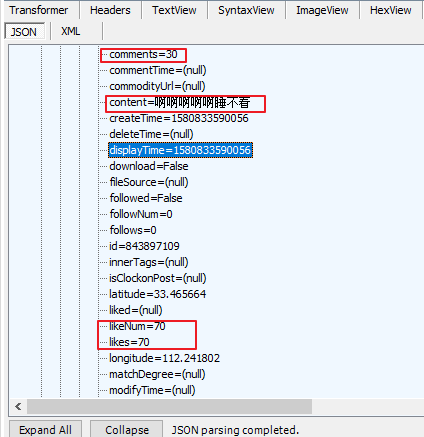 Transformer Headers TextView SyntaxView ImageView HexView
JSON XML
comments=30
commentTime=(null)
commodityUrl=(null)
content=啊啊啊啊啊睡不着
createTime=1580833590056
deleteTime=(null)
displayTime=1580833590056
download=False
fileSource=(null)
followed=False
followNum=0
follows=0
id=843897109
innerTags=(null)
isClockonPost=(null)
latitude=33.465664
liked=(null)
likeNum=70
likes=70
longitude=112.241802
matchDegree=(null)
modifyTime=(null)
Expand All Collapse JSON parsing completed.